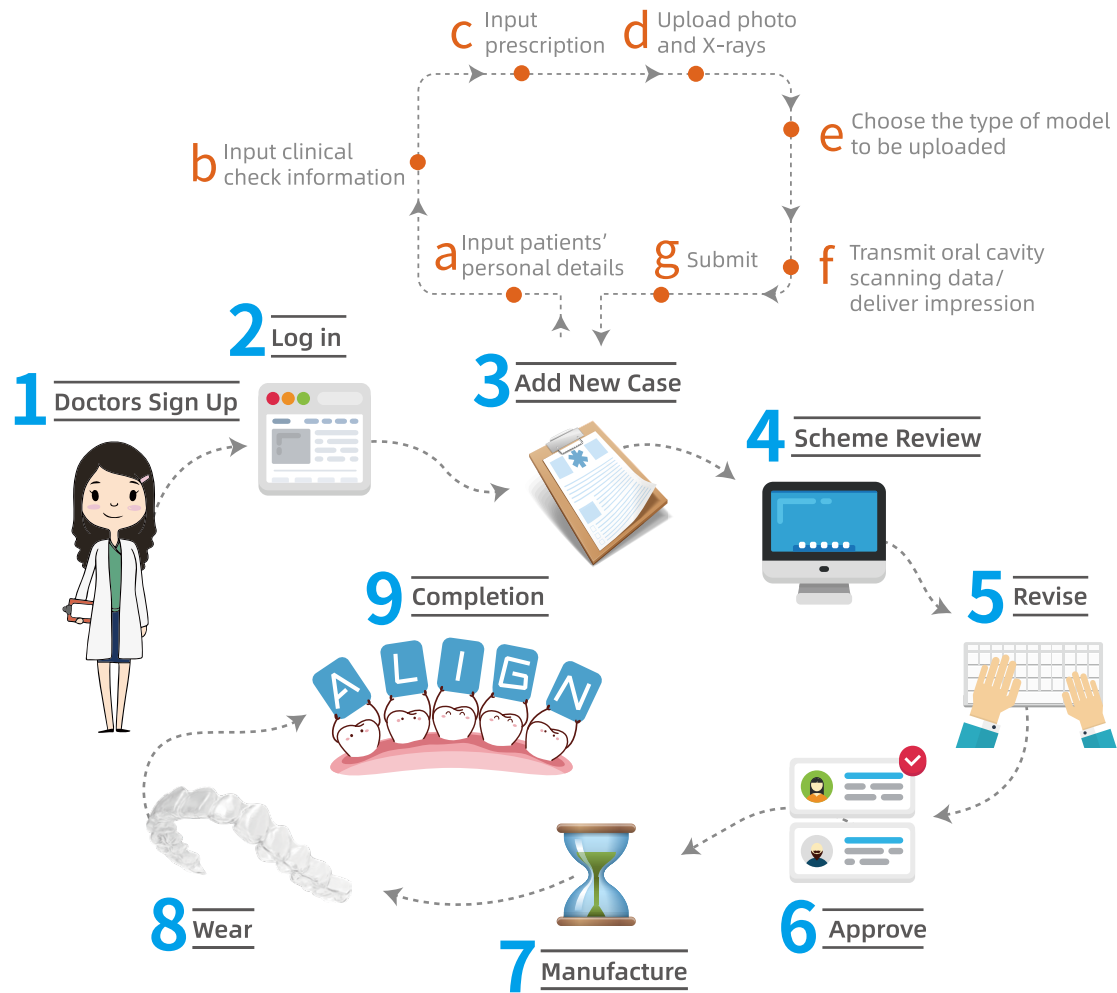 c Input
prescription
d Upload photo
and X-rays
e Choose the type of model
to be uploaded
b Input clinical
check information
a Input patients’
personal details
g Submit
f Transmit oral cavity
scanning data/
deliver impression
1 Doctors Sign Up
2 Log in
3 Add New Case
4 Scheme Review
5 Revise
6 Approve
7 Manufacture
8 Wear
9 Completion
A L I G N